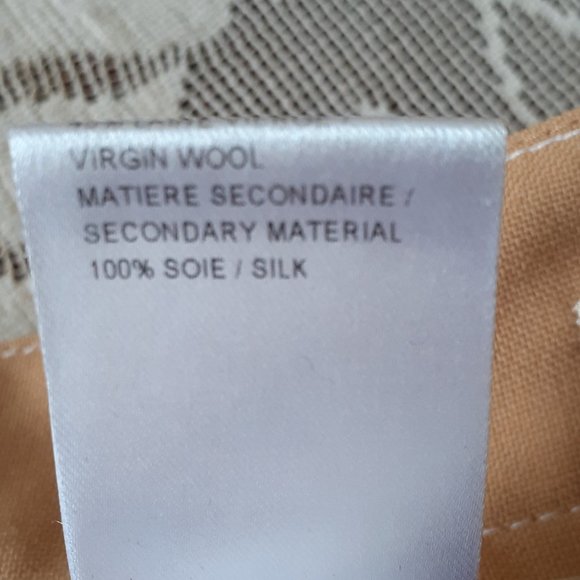 VIRGIN WOOL
MATIERE SECONDAIRE /
SECONDARY MATERIAL
100% SOIE / SILK